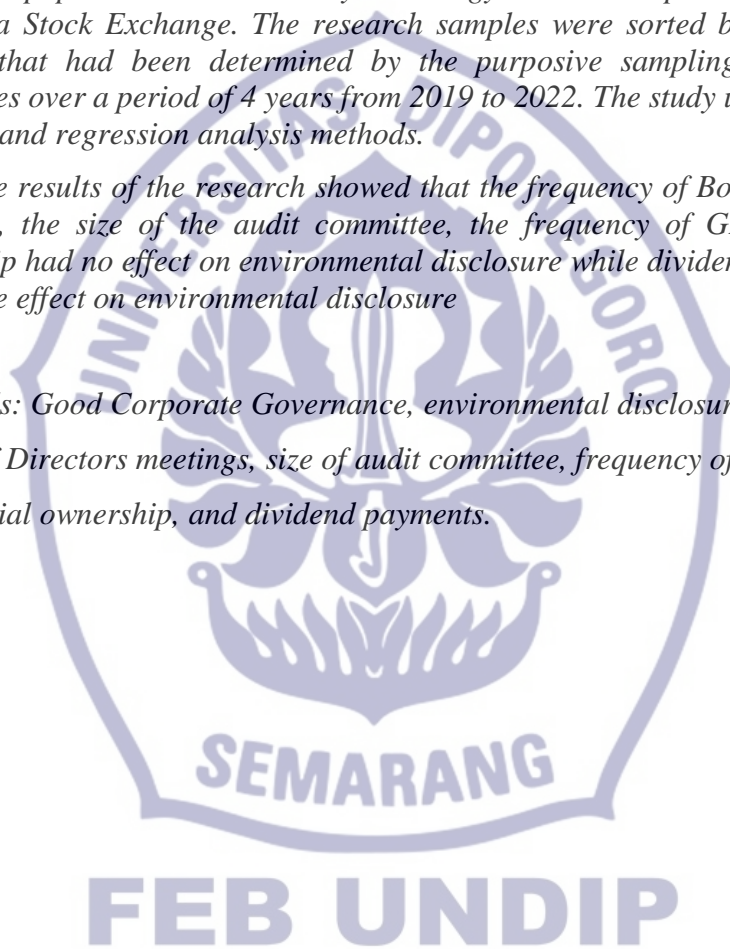 a Stock Exchange. The research samples were sorted b
that had been determined by the purposive sampling
es over a period of 4 years from 2019 to 2022. The study u
and regression analysis methods.
e results of the research showed that the frequency of Bo
, the size of the audit committee, the frequency of G
p had no effect on environmental disclosure while divide
e effect on environmental disclosure
s: Good Corporate Governance, environmental disclosur
f Directors meetings, size of audit committee, frequency of
ial ownership, and dividend payments.
UNIVERSITAS DIPONEGORO
SEMARANG
FEB UNDIP